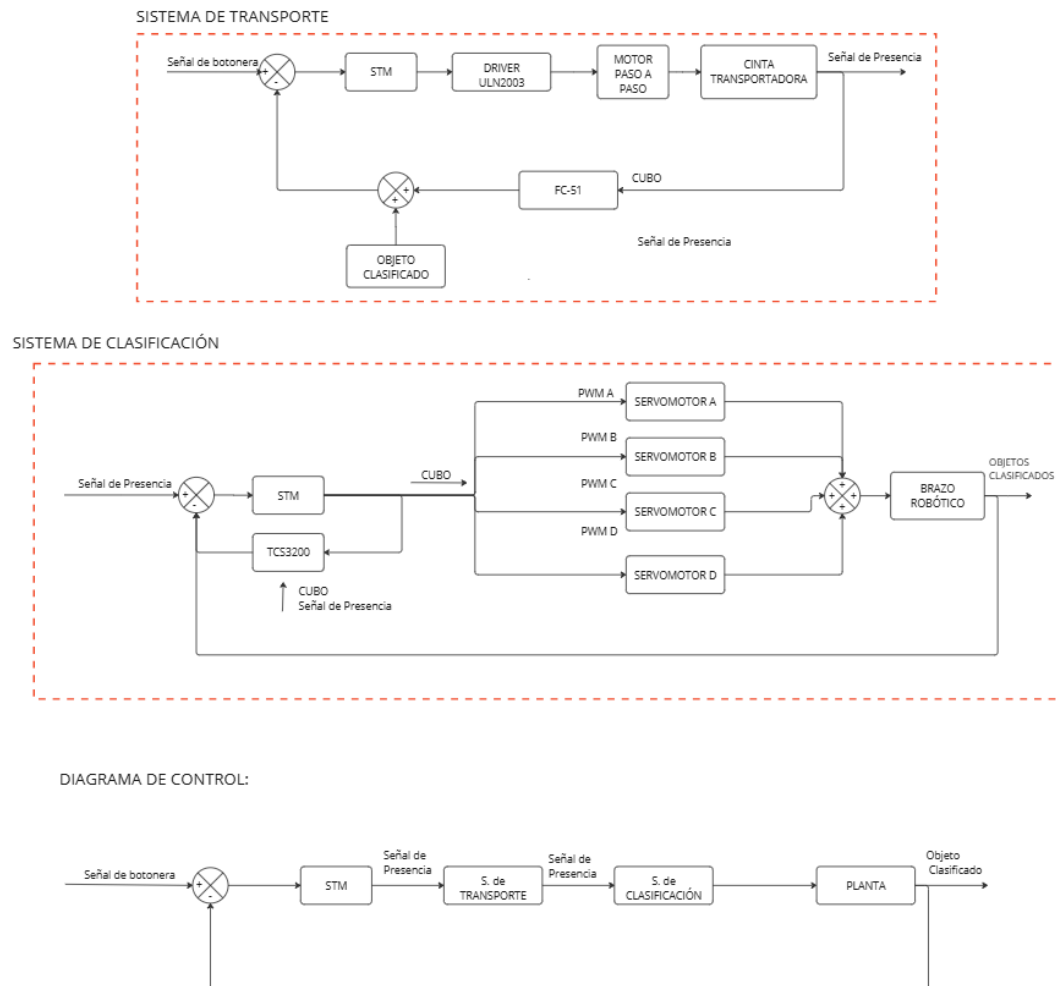 SISTEMA DE TRANSPORTE
Señal de botonera
+
-
STM
DRIVER
ULN2003
MOTOR
PASO A
PASO
CINTA
TRANSPORTADORA
Señal de Presencia
+
+
FC-51
CUBO
Señal de Presencia
OBJETO
CLASIFICADO
SISTEMA DE CLASIFICACIÓN
Señal de Presencia
+
-
STM
TCS3200
CUBO
Señal de Presencia
CUBO
PWM A
SERVOMOTOR A
PWM B
SERVOMOTOR B
PWM C
SERVOMOTOR C
PWM D
SERVOMOTOR D
+
+
+
+
BRAZO
ROBÓTICO
OBJETOS
CLASIFICADOS
DIAGRAMA DE CONTROL:
Señal de botonera
+
-
STM
Señal de
Presencia
S. de
TRANSPORTE
Señal de
Presencia
S. de
CLASIFICACIÓN
PLANTA
Objeto
Clasificado